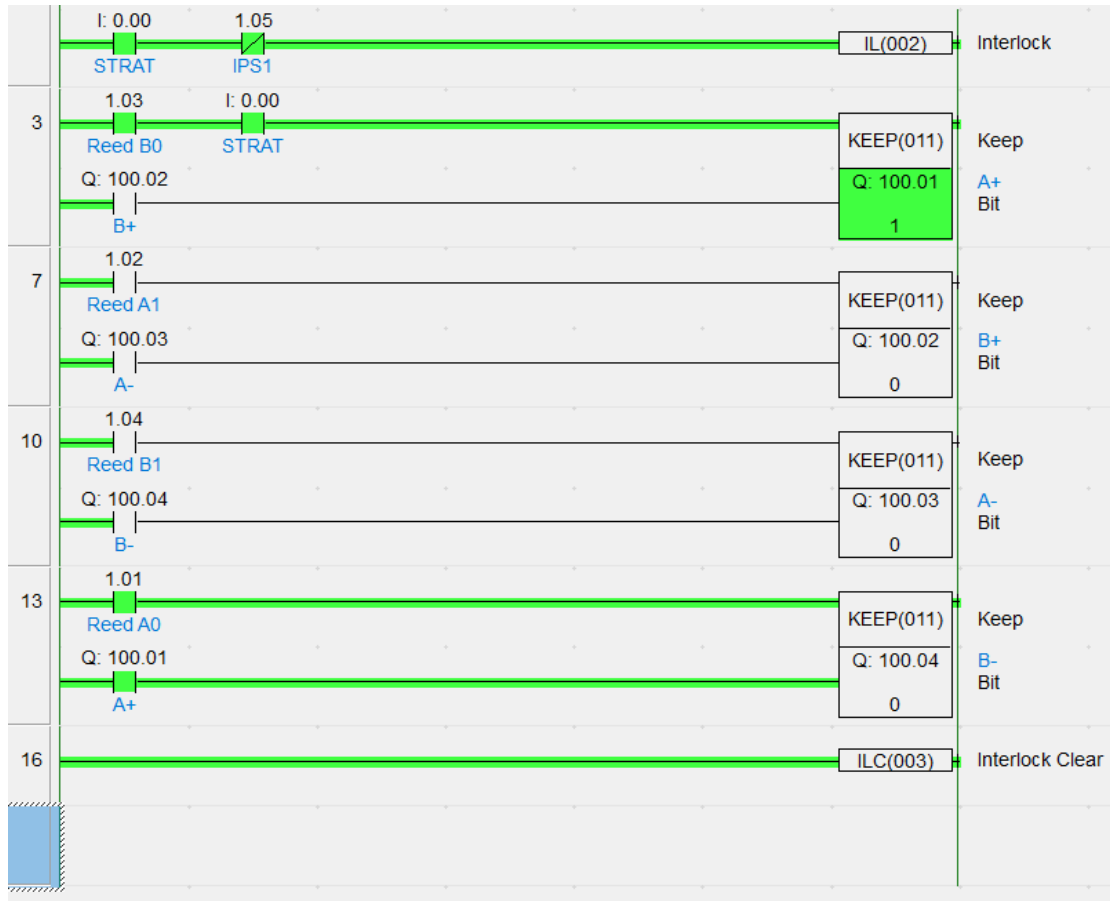 I: 0.00 1.05
IL(002) Interlock
STRAT IPS1
1.03 I: 0.00
3
KEEP(011) Keep
Reed B0 STRAT
Q: 100.02 Q: 100.01 A+
Bit
B+ 1
1.02
7
KEEP(011) Keep
Reed A1
Q: 100.03 Q: 100.02 B+
Bit
A- 0
1.04
10
KEEP(011) Keep
Reed B1
Q: 100.04 Q: 100.03 A-
Bit
B- 0
1.01
13
KEEP(011) Keep
Reed A0
Q: 100.01 Q: 100.04 B-
Bit
A+ 0
16 ILC(003) Interlock Clear